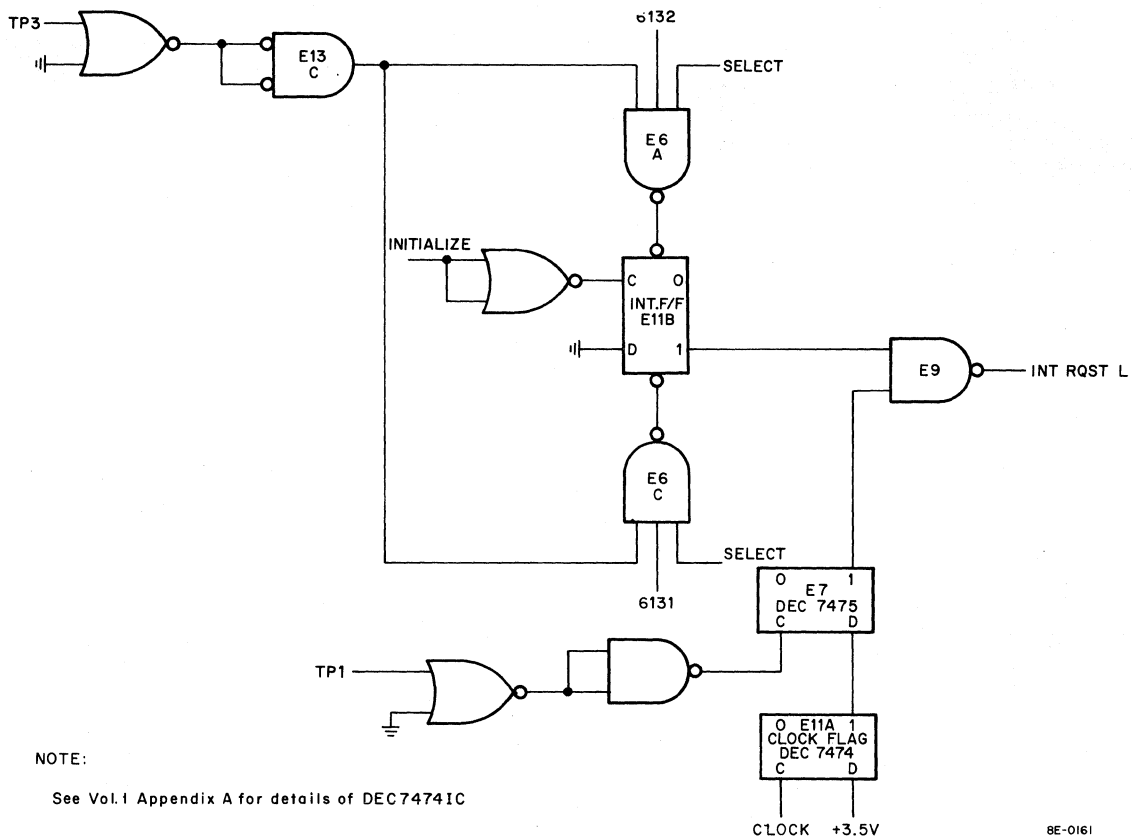 6132
TP3
E13
C
SELECT
E6
A
INITIALIZE
C 0
INT. F/F
E11B
D 1
E9
INT RQST L
E6
C
SELECT
6131
0 1
E7
DEC 7475
C D
TP1
0 E11A 1
CLOCK FLAG
DEC 7474
C D
CLOCK +3.5V
NOTE:
See Vol. 1 Appendix A for details of DEC7474IC
8E-0161